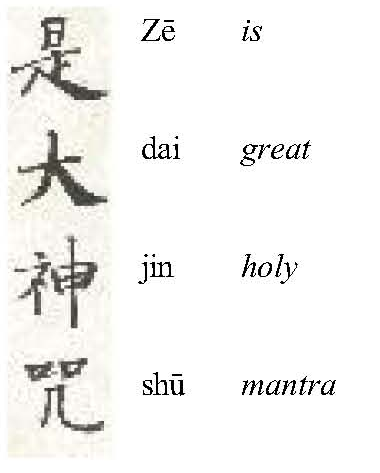 是 Zē is
大 dai great
神 jin holy
咒 shū mantra